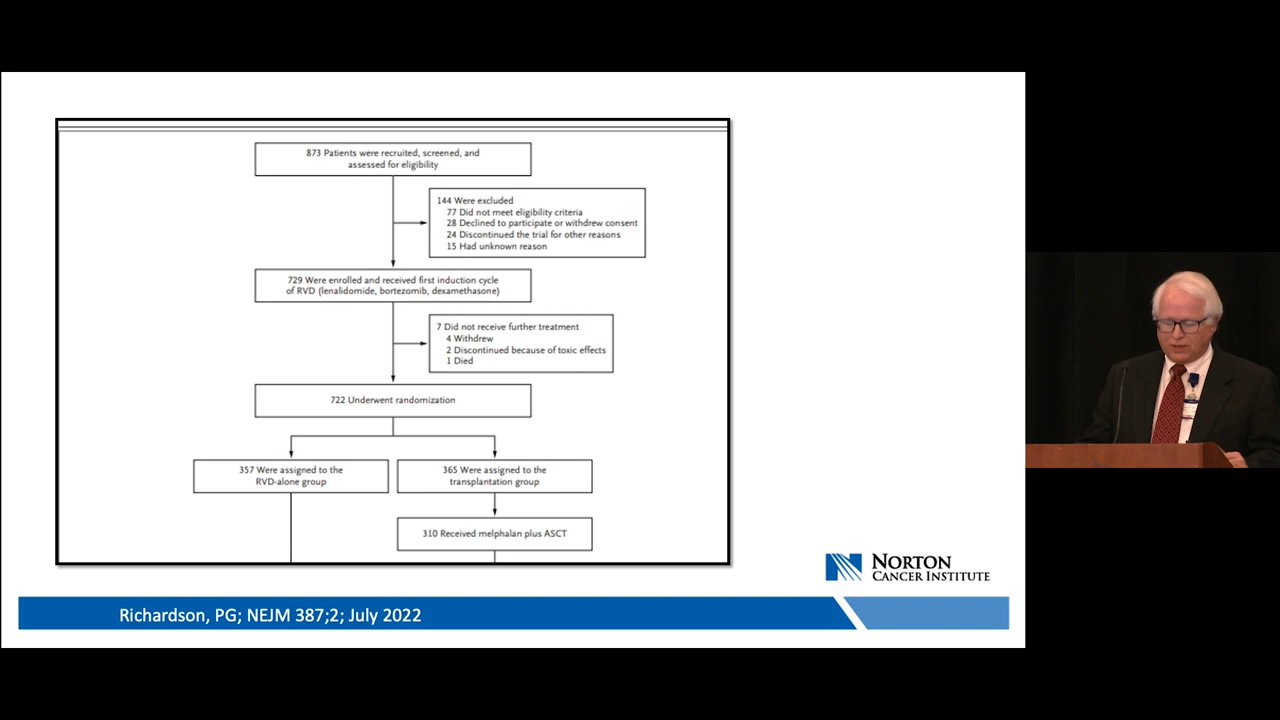 873 Patients were recruited, screened, and
assessed for eligibility
144 Were excluded
77 Did not meet eligibility criteria
28 Declined to participate or withdrew consent
24 Discontinued the trial for other reasons
15 Had unknown reason
729 Were enrolled and received first induction cycle
of RVD (lenalidomide, bortezomib, dexamethasone)
7 Did not receive further treatment
4 Withdrew
2 Discontinued because of toxic effects
1 Died
722 Underwent randomization
357 Were assigned to the
RVD-alone group
365 Were assigned to the
transplantation group
310 Received melphalan plus ASCT
NORTON
CANCER INSTITUTE
Richardson, PG; NEJM 387;2; July 2022